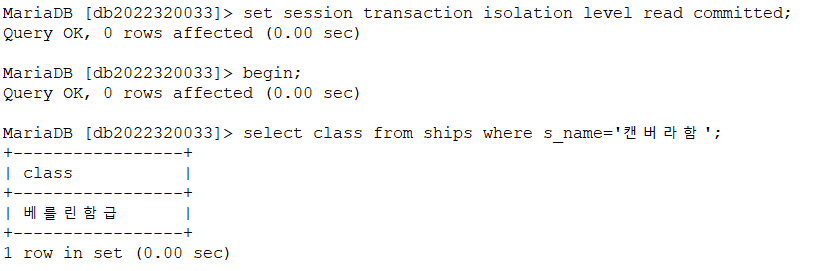 MariaDB [db2022320033]> set session transaction isolation level read committed;
Query OK, 0 rows affected (0.00 sec)
MariaDB [db2022320033]> begin;
Query OK, 0 rows affected (0.00 sec)
MariaDB [db2022320033]> select class from ships where s_name='캔버라함';
+-----------------+
| class           |
+-----------------+
| 베를린함급      |
+-----------------+
1 row in set (0.00 sec)